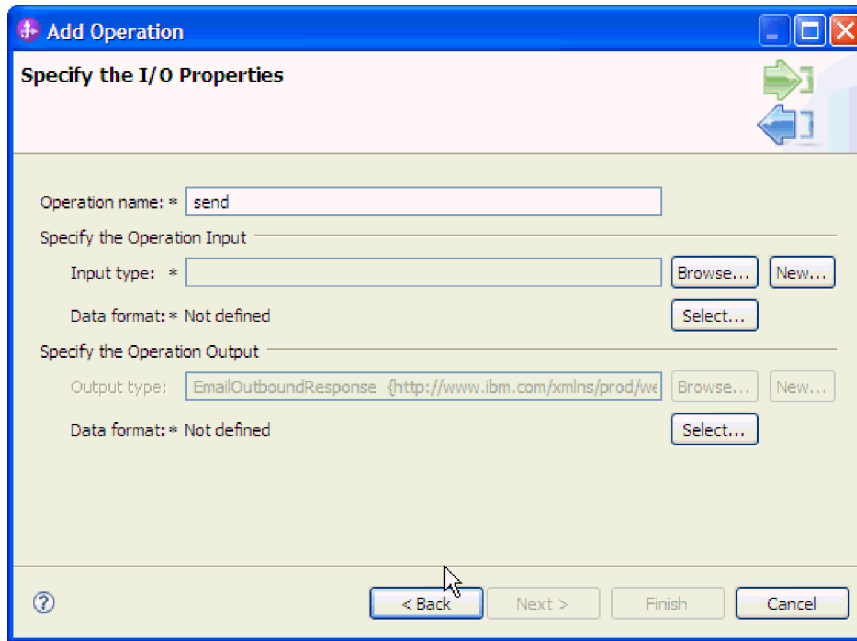 Add Operation
Specify the I/O Properties
Operation name: * send
Specify the Operation Input
Input type: * Browse... New...
Data format: * Not defined Select...
Specify the Operation Output
Output type: EmailOutboundResponse {http://www.ibm.com/xmlns/prod/we Browse... New...
Data format: * Not defined Select...
? < Back Next > Finish Cancel